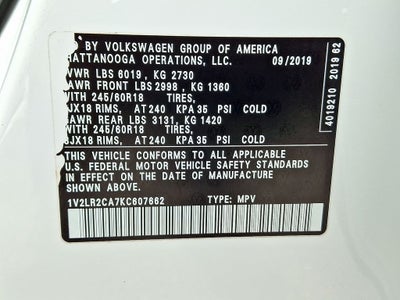 D BY VOLKSWAGEN GROUP OF AMERICA
HATTANOOGA OPERATIONS, LLC. 09/2019
VWR LBS 6019 , KG 2730
AWR FRONT LBS 2998 , KG 1360
WITH 245/60R18 TIRES,
8JX18 RIMS, AT 240 KPA 35 PSI COLD
AWR REAR LBS 3131, KG 1420
WITH 245/60R18 TIRES,
8JX18 RIMS, AT 240 KPA 35 PSI COLD
THIS VEHICLE CONFORMS TO ALL APPLICABLE
U.S. FEDERAL MOTOR VEHICLE SAFETY STANDARDS
IN EFFECT ON THE DATE OF MANUFACTURE
SHOWN ABOVE.
1V2LR2CA7KC607662 TYPE: MPV
4019210 2019 62